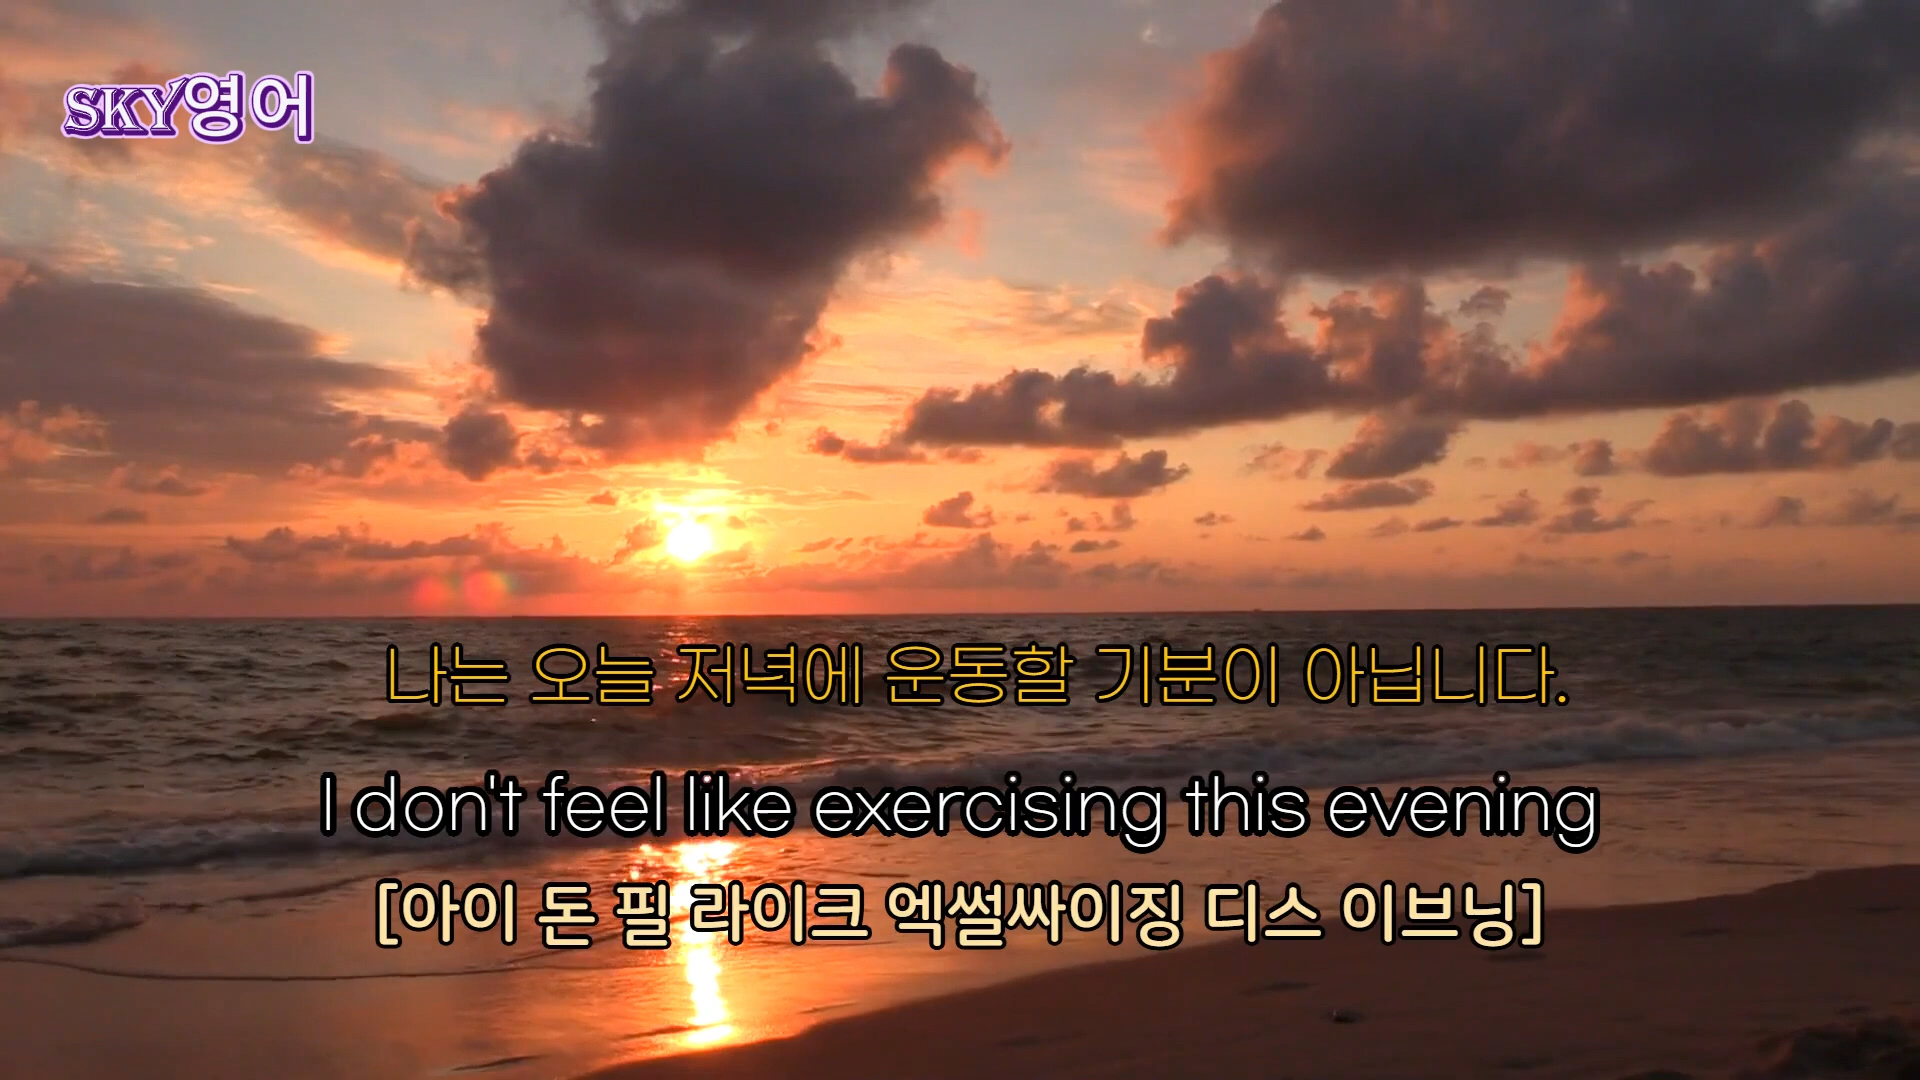 SKY영어
나는 오늘 저녁에 운동할 기분이 아닙니다.
I don't feel like exercising this evening
[아이 돈 필 라이크 엑썰싸이징 디스 이브닝]